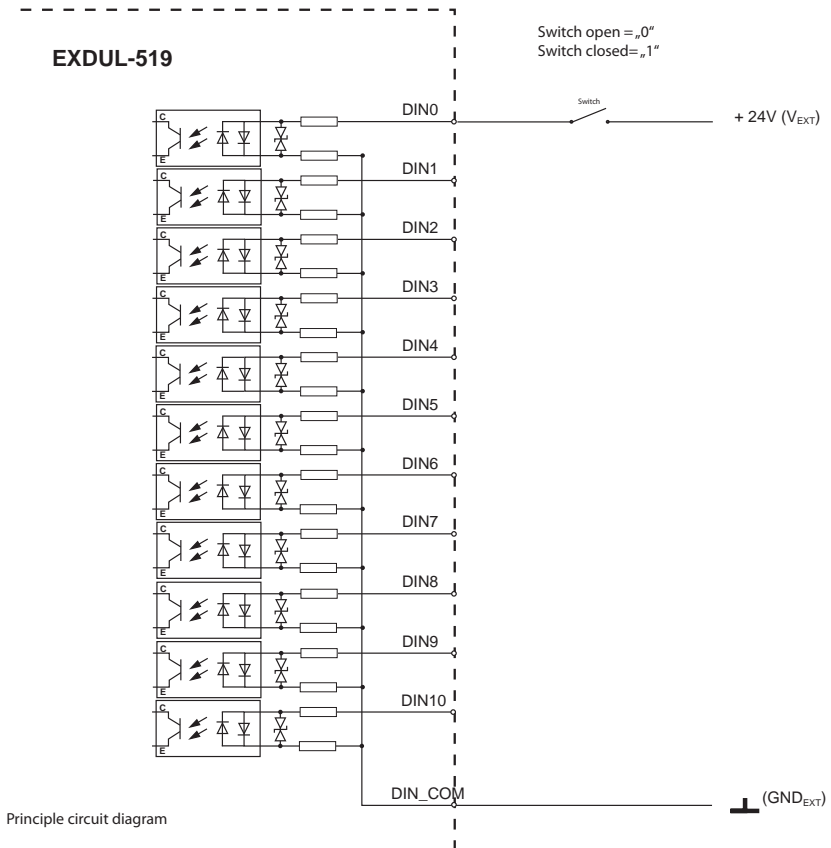 Switch open =„0“
Switch closed=„1“
EXDUL-519
Switch
+ 24V (VEXT)
C
E
DIN0
C
E
DIN1
C
E
DIN2
C
E
DIN3
C
E
DIN4
C
E
DIN5
C
E
DIN6
C
E
DIN7
C
E
DIN8
C
E
DIN9
C
E
DIN10
DIN_COM
(GNDEXT)
Principle circuit diagram